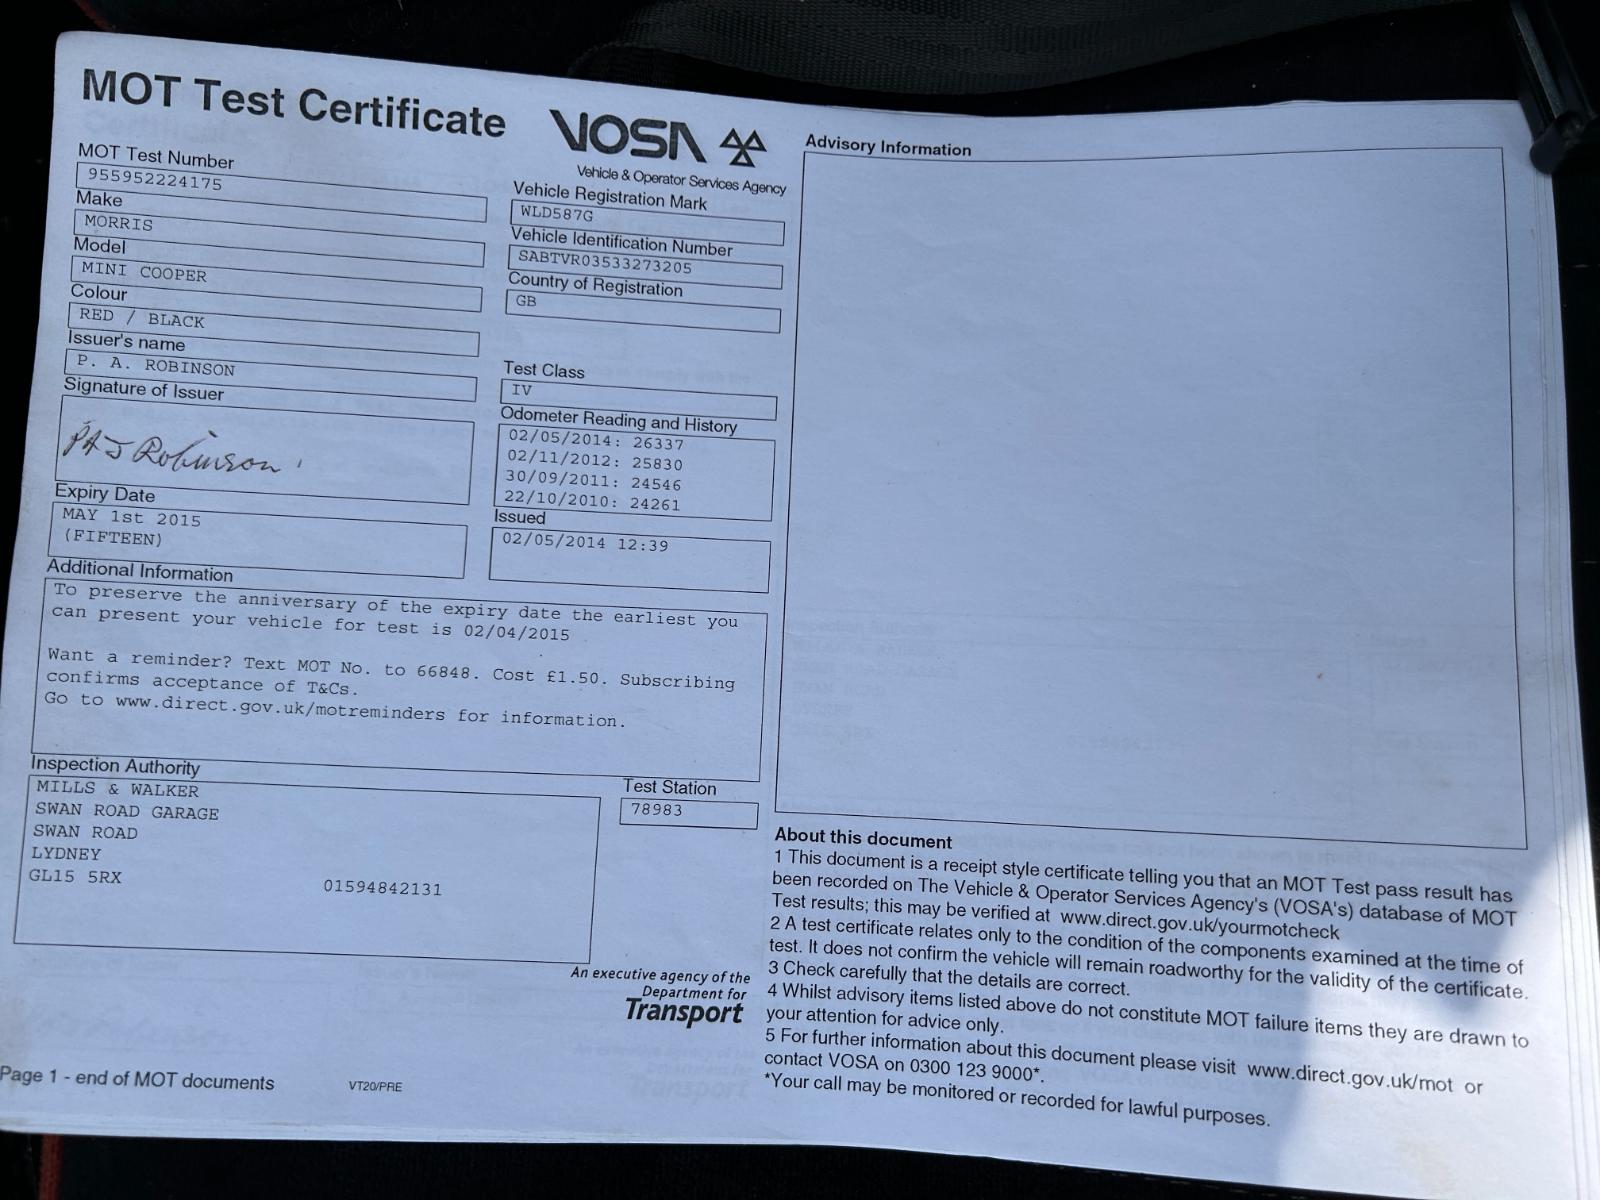 MOT Test Certificate
VOSA
Vehicle & Operator Services Agency
MOT Test Number
955952224175
Make
MORRIS
Model
MINI COOPER
Colour
RED / BLACK
Issuer's name
P. A. ROBINSON
Signature of Issuer
PAJ Robinson
Expiry Date
MAY 1st 2015
(FIFTEEN)
Vehicle Registration Mark
WLD587G
Vehicle Identification Number
SABTVR03533273205
Country of Registration
GB
Test Class
IV
Odometer Reading and History
02/05/2014: 26337
02/11/2012: 25830
30/09/2011: 24546
22/10/2010: 24261
Issued
02/05/2014 12:39
Additional Information
To preserve the anniversary of the expiry date the earliest you
can present your vehicle for test is 02/04/2015
Want a reminder? Text MOT No. to 66848. Cost £1.50. Subscribing
confirms acceptance of T&Cs.
Go to www.direct.gov.uk/motreminders for information.
Inspection Authority
MILLS & WALKER
SWAN ROAD GARAGE
SWAN ROAD
LYDNEY
GL15 5RX 01594842131
Test Station
78983
An executive agency of the
Department for
Transport
Page 1 - end of MOT documents VT20/PRE
Advisory Information
About this document
1 This document is a receipt style certificate telling you that an MOT Test pass result has
been recorded on The Vehicle & Operator Services Agency's (VOSA's) database of MOT
Test results; this may be verified at www.direct.gov.uk/yourmotcheck
2 A test certificate relates only to the condition of the components examined at the time of
test. It does not confirm the vehicle will remain roadworthy for the validity of the certificate.
3 Check carefully that the details are correct.
4 Whilst advisory items listed above do not constitute MOT failure items they are drawn to
your attention for advice only.
5 For further information about this document please visit www.direct.gov.uk/mot or
contact VOSA on 0300 123 9000*.
*Your call may be monitored or recorded for lawful purposes.